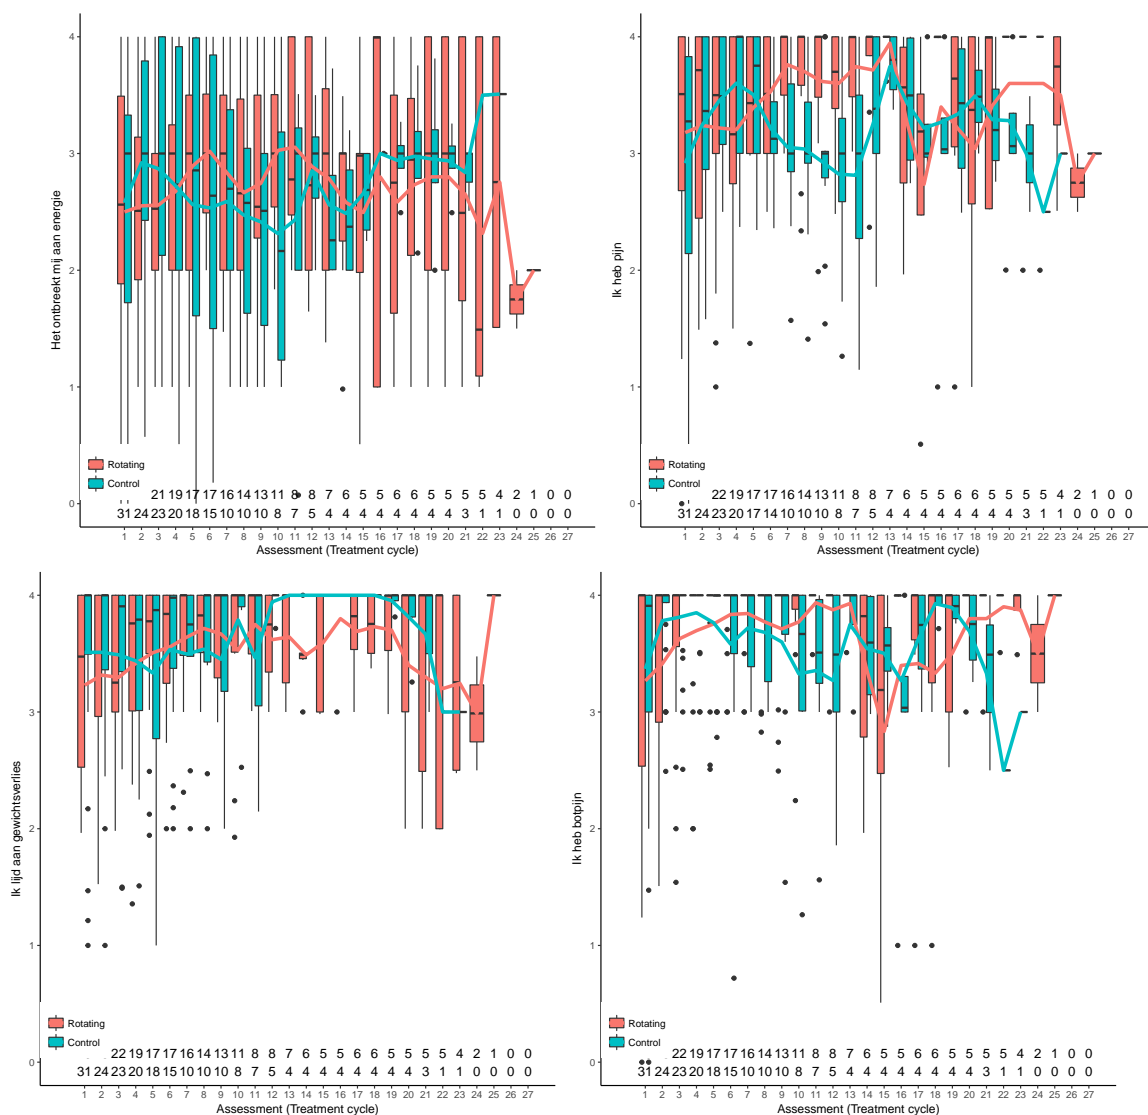 Het ontbreekt mij aan energie
4
3
2
1
0
Rotating
Control
21 19 17 17 16 14 13 11 8 8 7 6 5 5 6 6 5 5 5 5 4 2 1 0 0
31 24 23 20 18 15 10 10 10 8 7 5 4 4 4 4 4 4 4 4 3 1 1 0 0 0 0
1 2 3 4 5 6 7 8 9 10 11 12 13 14 15 16 17 18 19 20 21 22 23 24 25 26 27
Assessment (Treatment cycle)
Ik heb pijn
4
3
2
1
0
Rotating
Control
22 19 17 17 16 14 13 11 8 8 7 6 5 5 6 6 5 5 5 5 4 2 1 0 0
31 24 23 20 17 14 10 10 10 8 7 5 4 4 4 4 4 4 4 4 3 1 1 0 0 0 0
1 2 3 4 5 6 7 8 9 10 11 12 13 14 15 16 17 18 19 20 21 22 23 24 25 26 27
Assessment (Treatment cycle)
Ik lijd aan gewichtsverlies
4
3
2
1
0
Rotating
Control
22 19 17 17 16 14 13 11 8 8 7 6 5 5 6 6 5 5 5 5 4 2 1 0 0
31 24 23 20 18 15 10 10 10 8 7 5 4 4 4 4 4 4 4 4 3 1 1 0 0 0 0
1 2 3 4 5 6 7 8 9 10 11 12 13 14 15 16 17 18 19 20 21 22 23 24 25 26 27
Assessment (Treatment cycle)
Ik heb botpijn
4
3
2
1
0
Rotating
Control
22 19 17 17 16 14 13 11 8 8 7 6 5 5 6 6 5 5 5 5 4 2 1 0 0
31 24 23 20 18 15 10 10 10 8 7 5 4 4 4 4 4 4 4 4 3 1 1 0 0 0 0
1 2 3 4 5 6 7 8 9 10 11 12 13 14 15 16 17 18 19 20 21 22 23 24 25 26 27
Assessment (Treatment cycle)